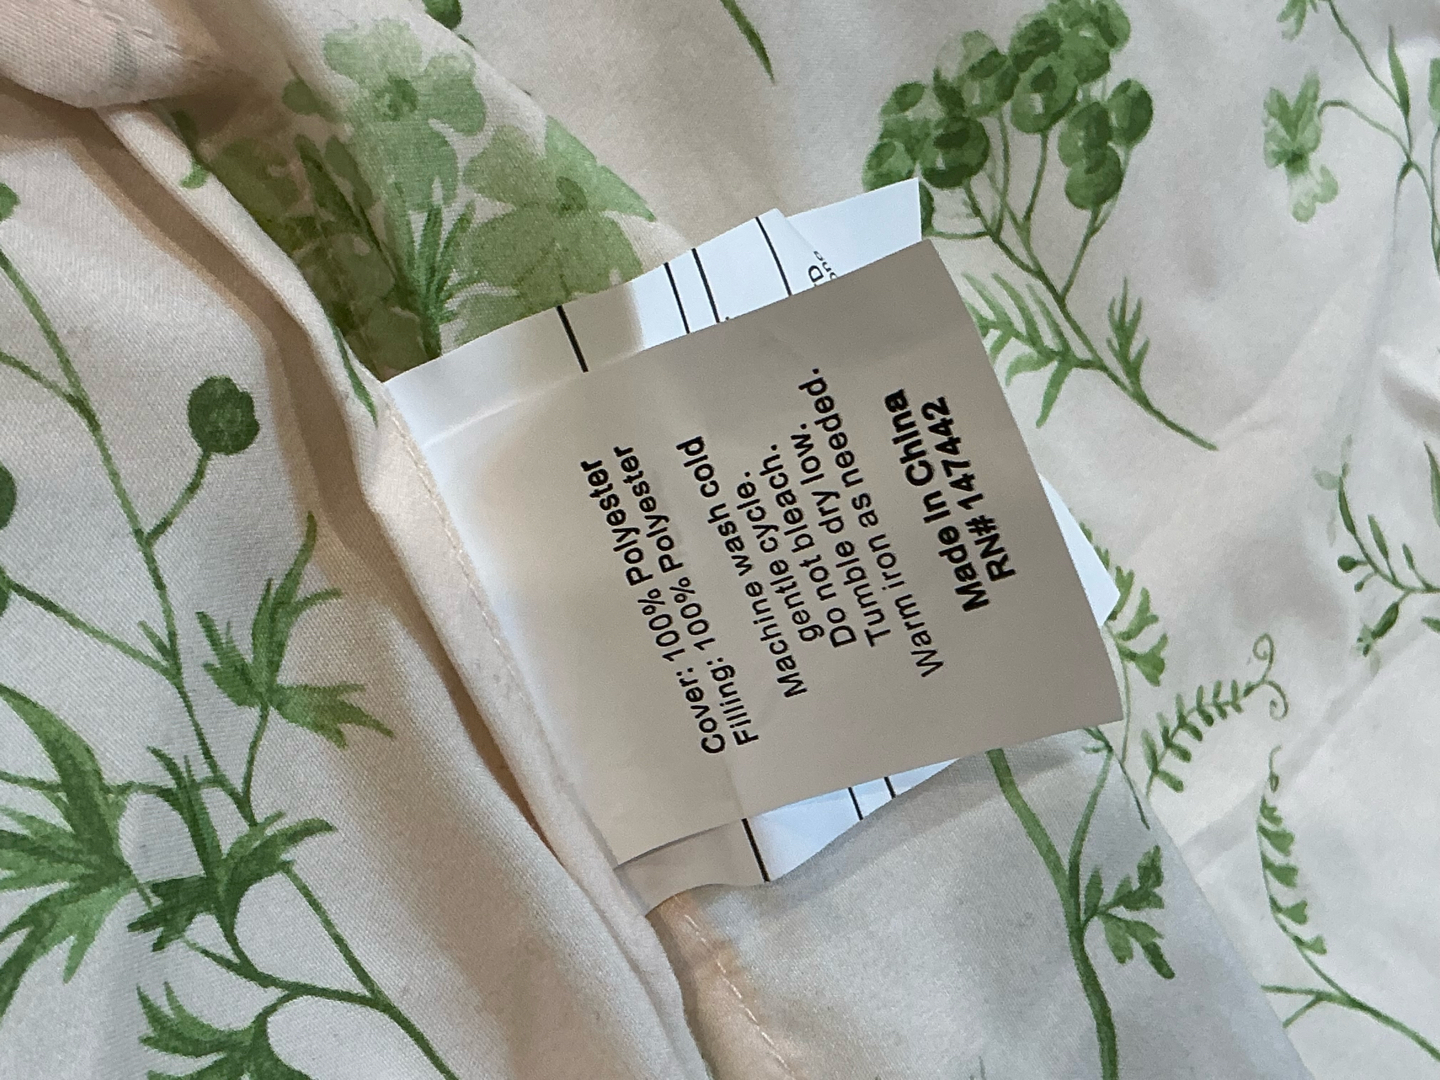 Cover: 100% Polyester
Filling: 100% Polyester
Machine wash cold
gentle cycle.
Do not bleach.
Tumble dry low.
Warm iron as needed.
Made In China
RN# 147442